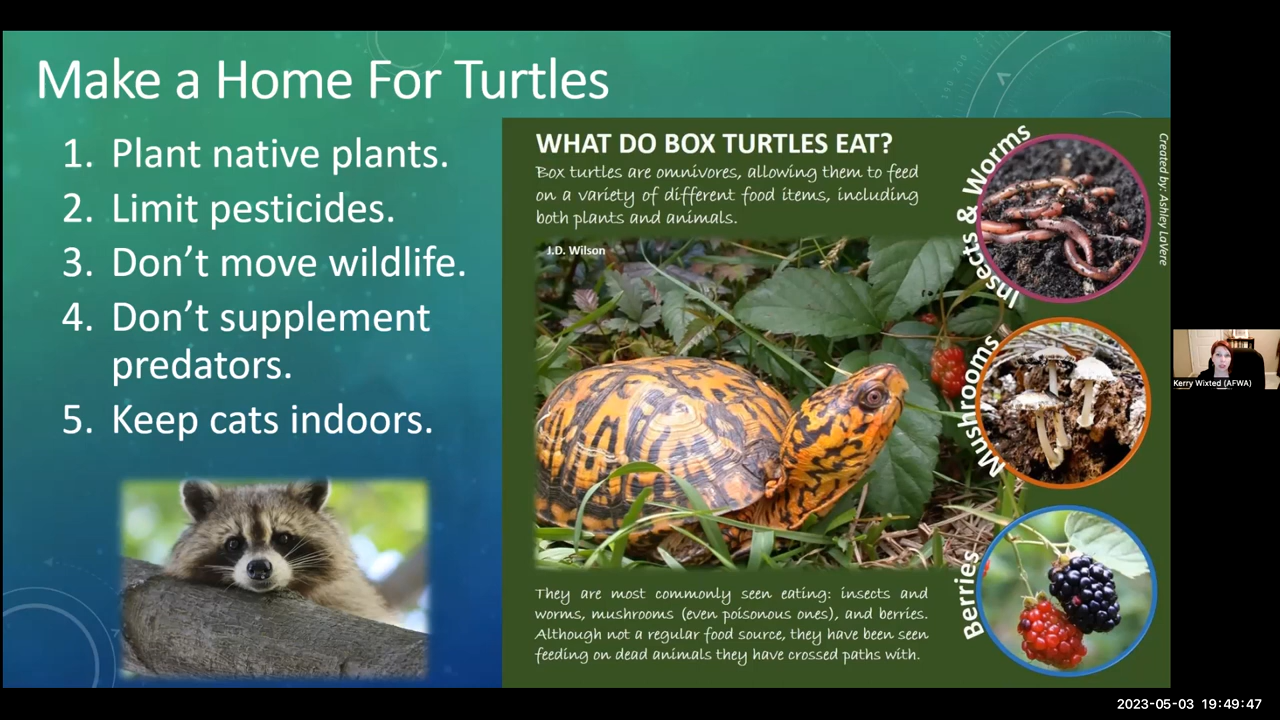 Make a Home For Turtles
1. Plant native plants.
2. Limit pesticides.
3. Don’t move wildlife.
4. Don’t supplement
predators.
5. Keep cats indoors.
WHAT DO BOX TURTLES EAT?
Box turtles are omnivores, allowing them to feed
on a variety of different food items, including
both plants and animals.
J.D. Wilson
They are most commonly seen eating: insects and
worms, mushrooms (even poisonous ones), and berries.
Although not a regular food source, they have been seen
feeding on dead animals they have crossed paths with.
Insects & Worms
Mushrooms
Berries
Created by: Ashley LaVere
Kerry Wixted (AFWA)
2023-05-03 19:49:47